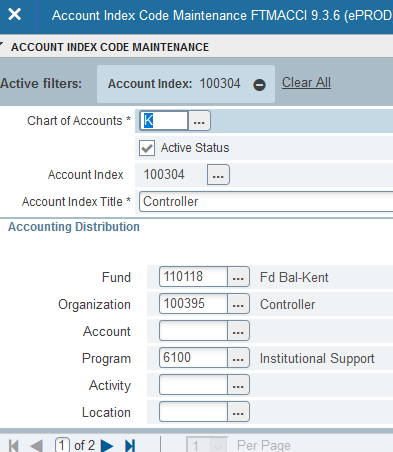 Account Index Code Maintenance FTMACCI 9.3.6 (ePROD
ACCOUNT INDEX CODE MAINTENANCE
Active filters: Account Index: 100304 Clear All
Chart of Accounts * K ...
Active Status
Account Index 100304 ...
Account Index Title * Controller
Accounting Distribution
Fund 110118 ... Fd Bal-Kent
Organization 100395 ... Controller
Account ...
Program 6100 ... Institutional Support
Activity ...
Location ...
1 of 2 1 Per Page